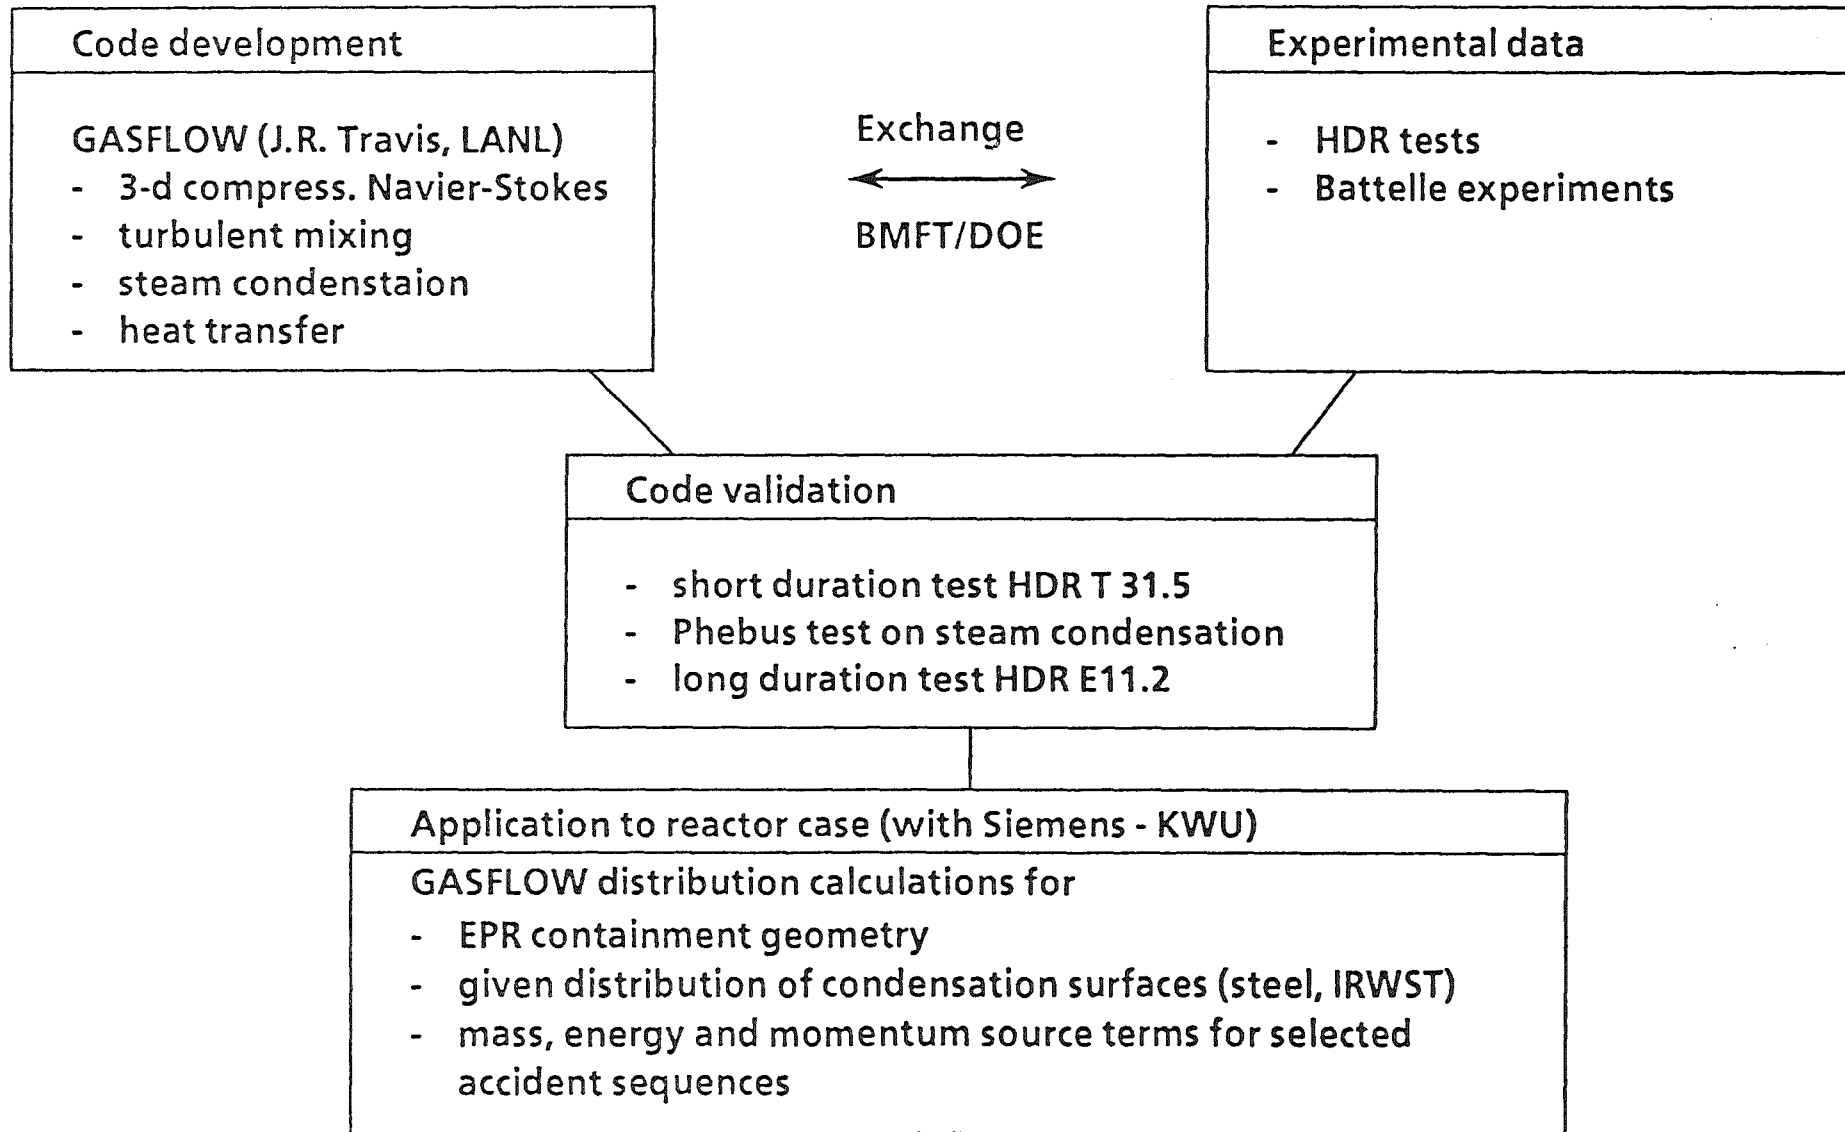 Code development
GASFLOW (J.R. Travis, LANL)
- 3-d compress. Navier-Stokes
- turbulent mixing
- steam condenstaion
- heat transfer
Exchange
BMFT/DOE
Experimental data
- HDR tests
- Battelle experiments
Code validation
- short duration test HDR T 31.5
- Phebus test on steam condensation
- long duration test HDR E11.2
Application to reactor case (with Siemens - KWU)
GASFLOW distribution calculations for
- EPR containment geometry
- given distribution of condensation surfaces (steel, IRWST)
- mass, energy and momentum source terms for selected
accident sequences